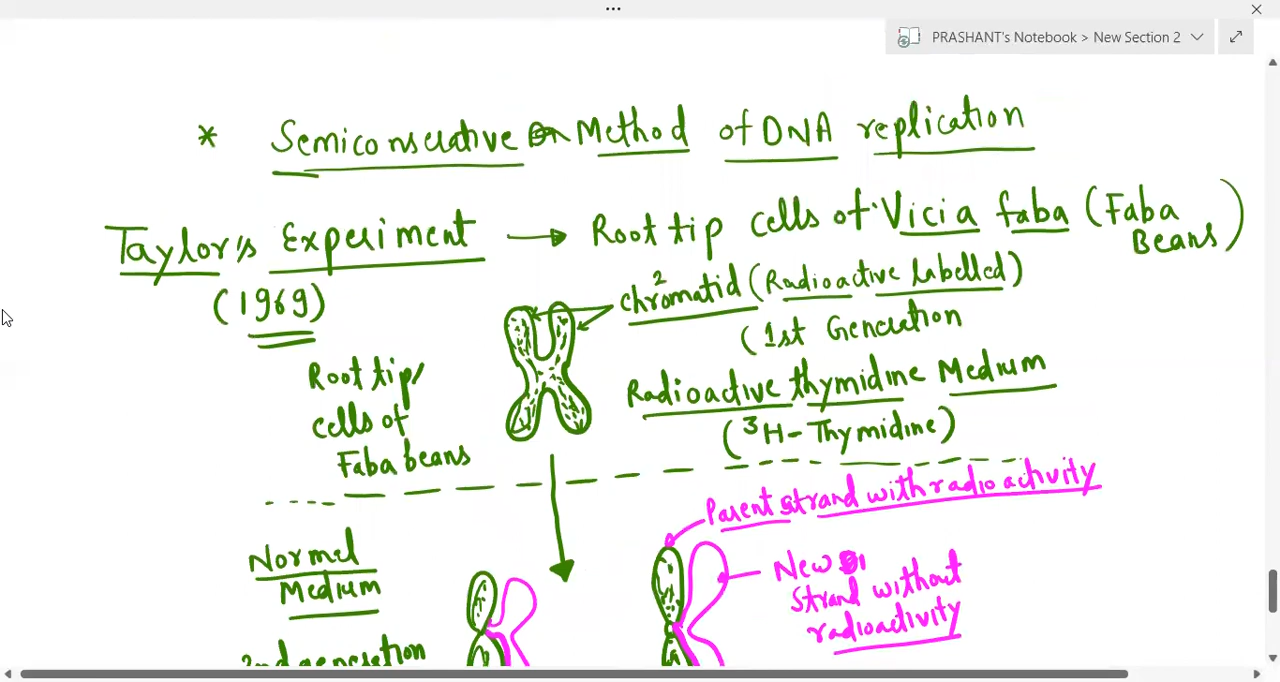 ...
PRASHANT's Notebook > New Section 2
* Semiconservative Method of DNA replication
Taylor's Experiment → Root tip cells of Vicia faba (Faba Beans)
(1969)
2 chromatid (Radioactive labelled)
(1st Generation
Radioactive thymidine Medium
(³H-Thymidine)
Root tip
cells of
Faba beans
Parent strand with radioactivity
Normal
Medium
New
Strand without
radioactivity
2nd generation